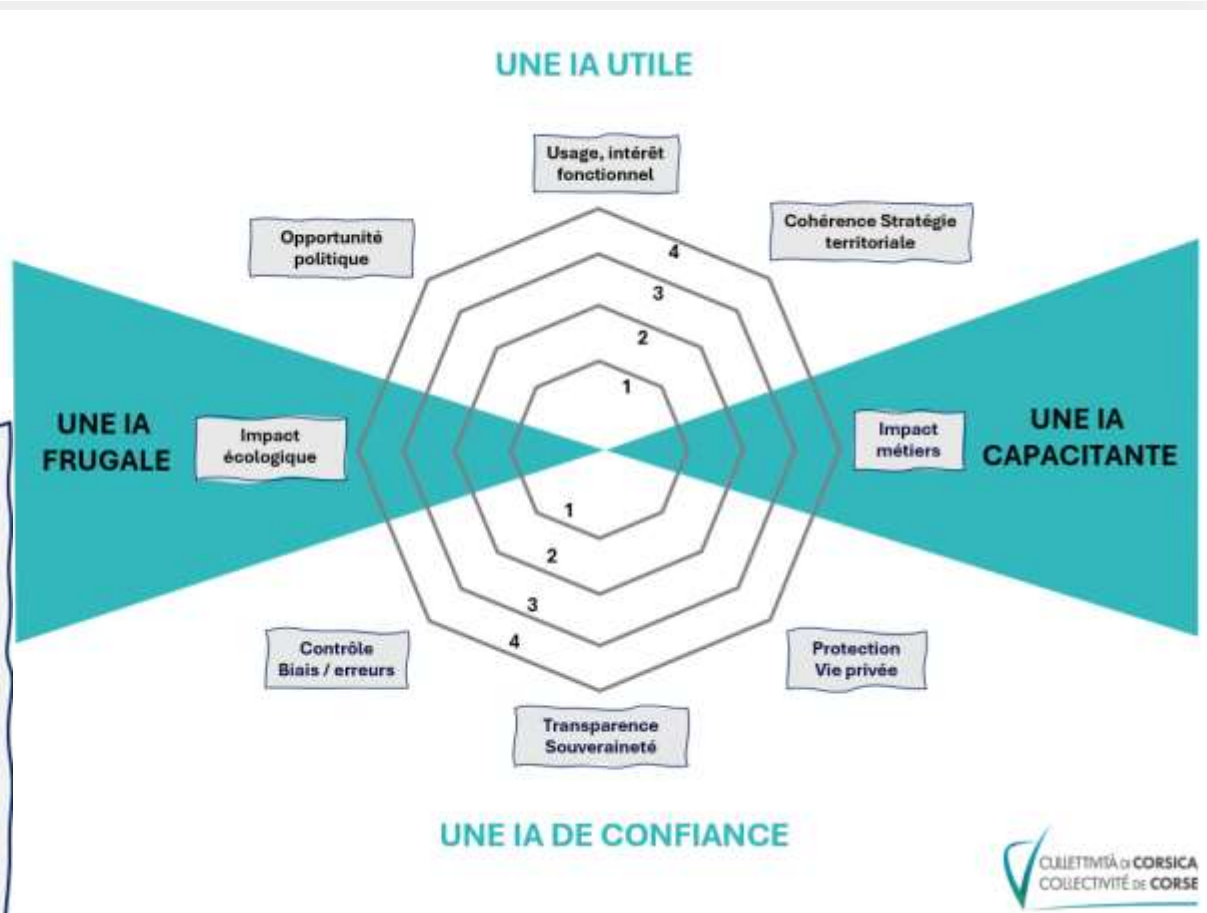 UNE IA UTILE
Usage, intérêt
fonctionnel
Opportunité
politique
Cohérence Stratégie
territoriale
4
3
2
1
UNE IA
FRUGALE
Impact
écologique
Impact
métiers
UNE IA
CAPACITANTE
1
2
3
4
Contrôle
Biais / erreurs
Protection
Vie privée
Transparence
Souveraineté
UNE IA DE CONFIANCE
CULLETTIVITÀ DI CORSICA
COLLECTIVITÉ DE CORSE